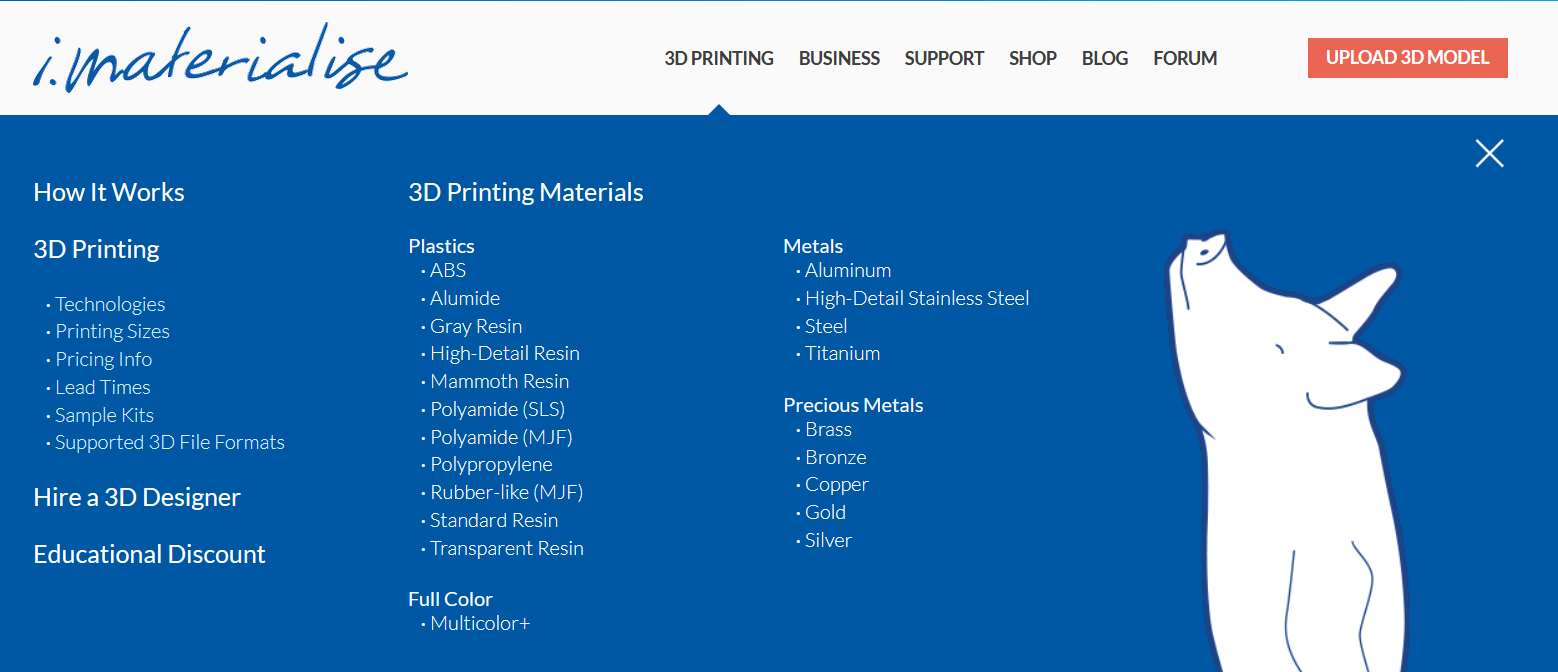 i.materialise
3D PRINTING
BUSINESS
SUPPORT
SHOP
BLOG
FORUM
UPLOAD 3D MODEL
How It Works
3D Printing
· Technologies
· Printing Sizes
· Pricing Info
· Lead Times
· Sample Kits
· Supported 3D File Formats
Hire a 3D Designer
Educational Discount
3D Printing Materials
Plastics
· ABS
· Alumide
· Gray Resin
· High-Detail Resin
· Mammoth Resin
· Polyamide (SLS)
· Polyamide (MJF)
· Polypropylene
· Rubber-like (MJF)
· Standard Resin
· Transparent Resin
Full Color
· Multicolor+
Metals
· Aluminum
· High-Detail Stainless Steel
· Steel
· Titanium
Precious Metals
· Brass
· Bronze
· Copper
· Gold
· Silver